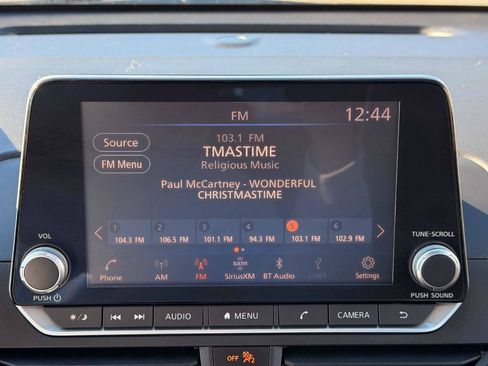 FM
12:44
Source
103.1 FM
TMASTIME
FM Menu
Religious Music
Paul McCartney - WONDERFUL
CHRISTMASTIME
1 2 3 4 5 6
104.3 FM 106.5 FM 101.1 FM 94.3 FM 103.1 FM 102.9 FM
VOL
TUNE·SCROLL
sxm
Phone AM FM SiriusXM BT Audio USB1 Settings
PUSH
PUSH SOUND
AUDIO MENU CAMERA
OFF 2